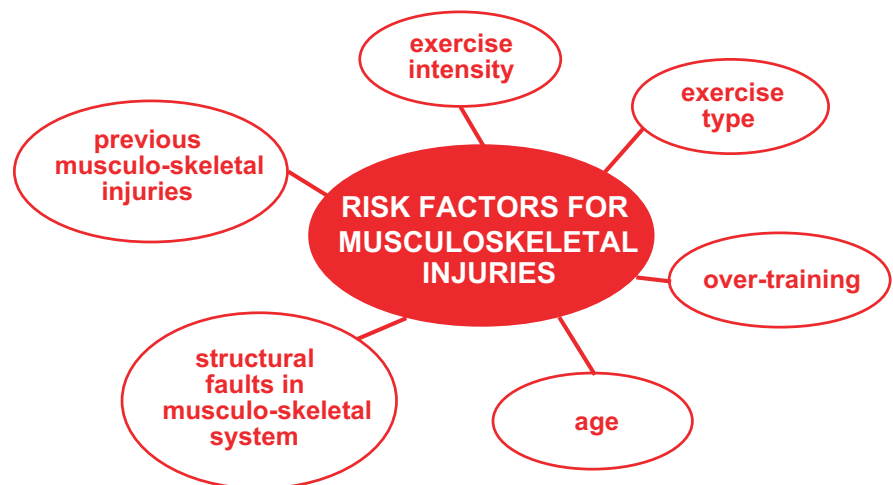 exercise
intensity
exercise
type
previous
musculo-skeletal
injuries
RISK FACTORS FOR
MUSCULOSKELETAL
INJURIES
over-training
structural
faults in
musculo-skeletal
system
age